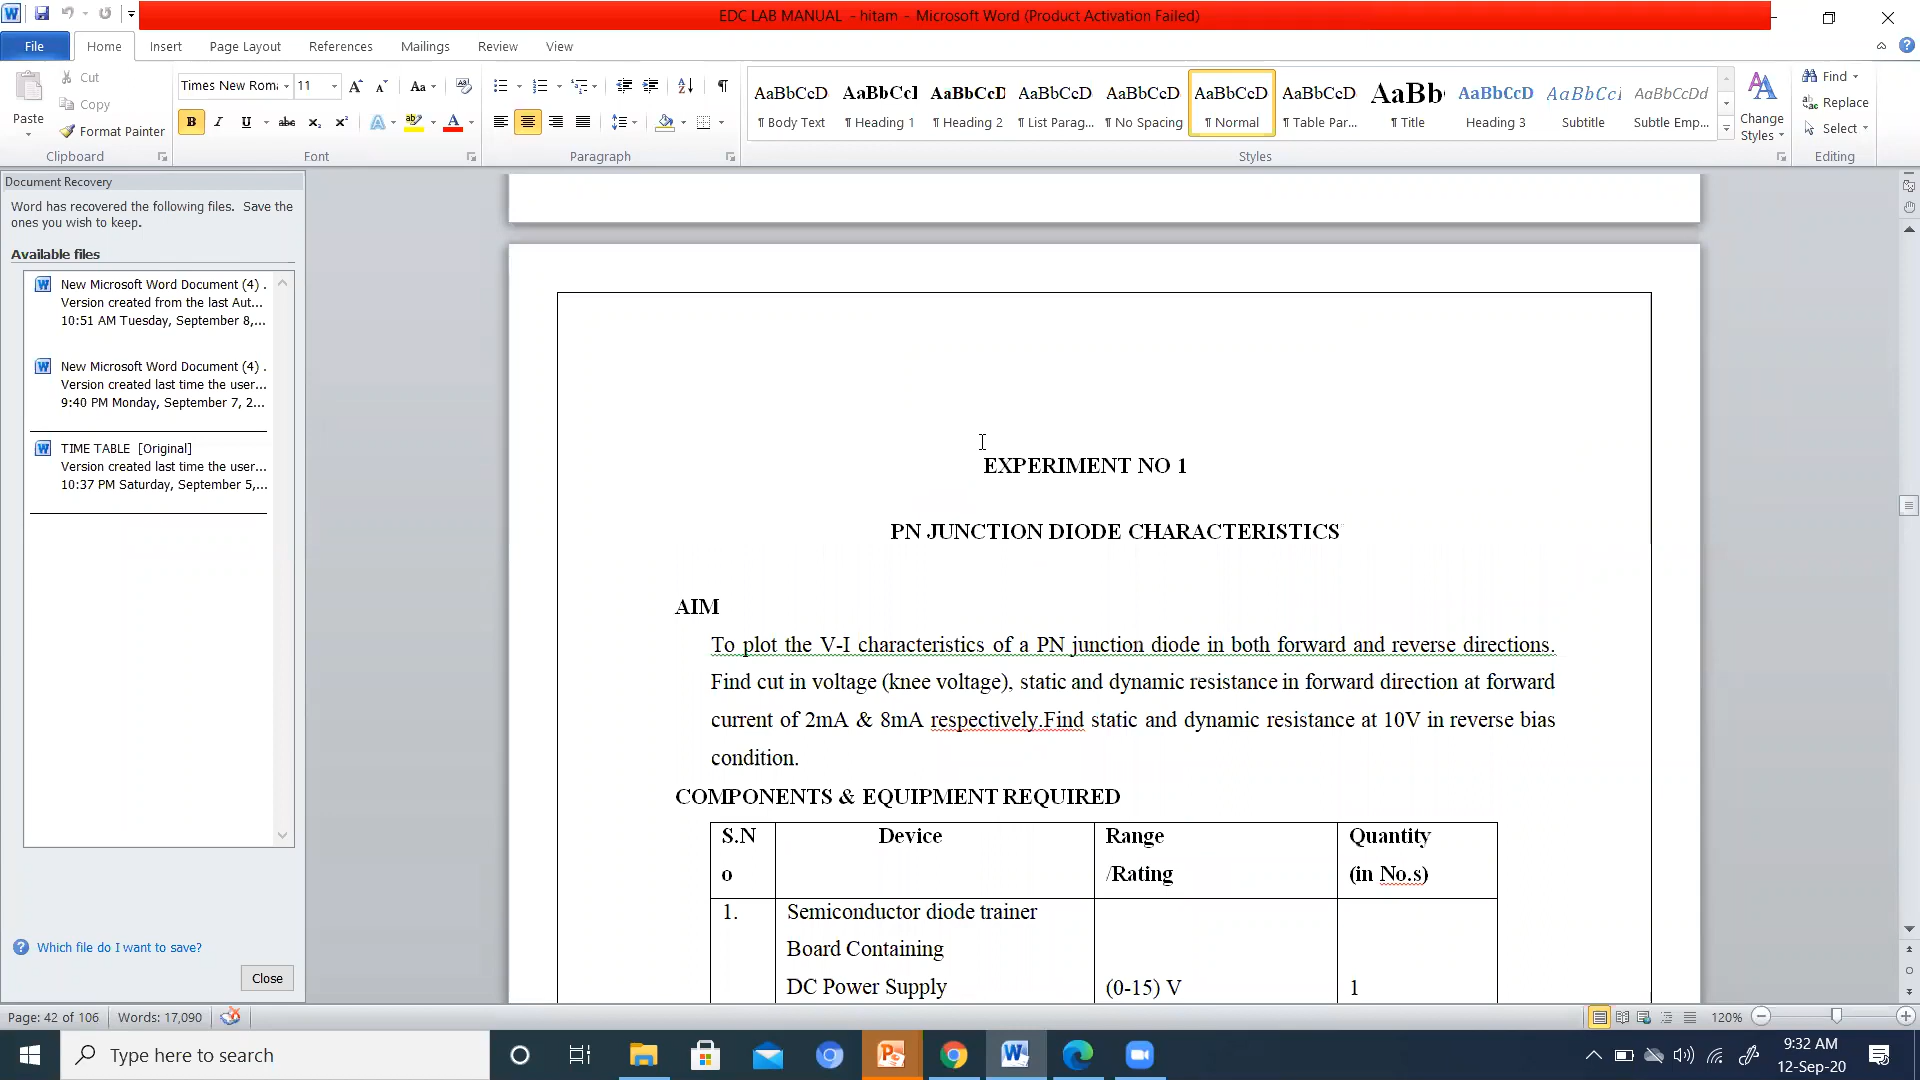 EDC LAB MANUAL - hitam - Microsoft Word (Product Activation Failed)
File Home Insert Page Layout References Mailings Review View
Paste
Cut
Copy
Format Painter
Clipboard
Times New Roma 11
Font
Paragraph
AaBbCcD AaBbCcI AaBbCcD AaBbCcD AaBbCcD AaBbCcD AaBbCcD AaBb AaBbCcD AaBbCcI AaBbCcDd
¶ Body Text ¶ Heading 1 ¶ Heading 2 ¶ List Parag... ¶ No Spacing ¶ Normal ¶ Table Par... ¶ Title Heading 3 Subtitle Subtle Emp...
Styles
Change Styles
Find
Replace
Select
Editing
Document Recovery
Word has recovered the following files. Save the
ones you wish to keep.
Available files
New Microsoft Word Document (4) .
Version created from the last Aut...
10:51 AM Tuesday, September 8,...
New Microsoft Word Document (4) .
Version created last time the user...
9:40 PM Monday, September 7, 2...
TIME TABLE [Original]
Version created last time the user...
10:37 PM Saturday, September 5,...
Which file do I want to save?
Close
EXPERIMENT NO 1
PN JUNCTION DIODE CHARACTERISTICS
AIM
To plot the V-I characteristics of a PN junction diode in both forward and reverse directions.
Find cut in voltage (knee voltage), static and dynamic resistance in forward direction at forward
current of 2mA & 8mA respectively.Find static and dynamic resistance at 10V in reverse bias
condition.
COMPONENTS & EQUIPMENT REQUIRED
S.N Device Range Quantity
o /Rating (in No.s)
1. Semiconductor diode trainer
Board Containing
DC Power Supply (0-15) V 1
Page: 42 of 106 Words: 17,090 120%
Type here to search
9:32 AM
12-Sep-20